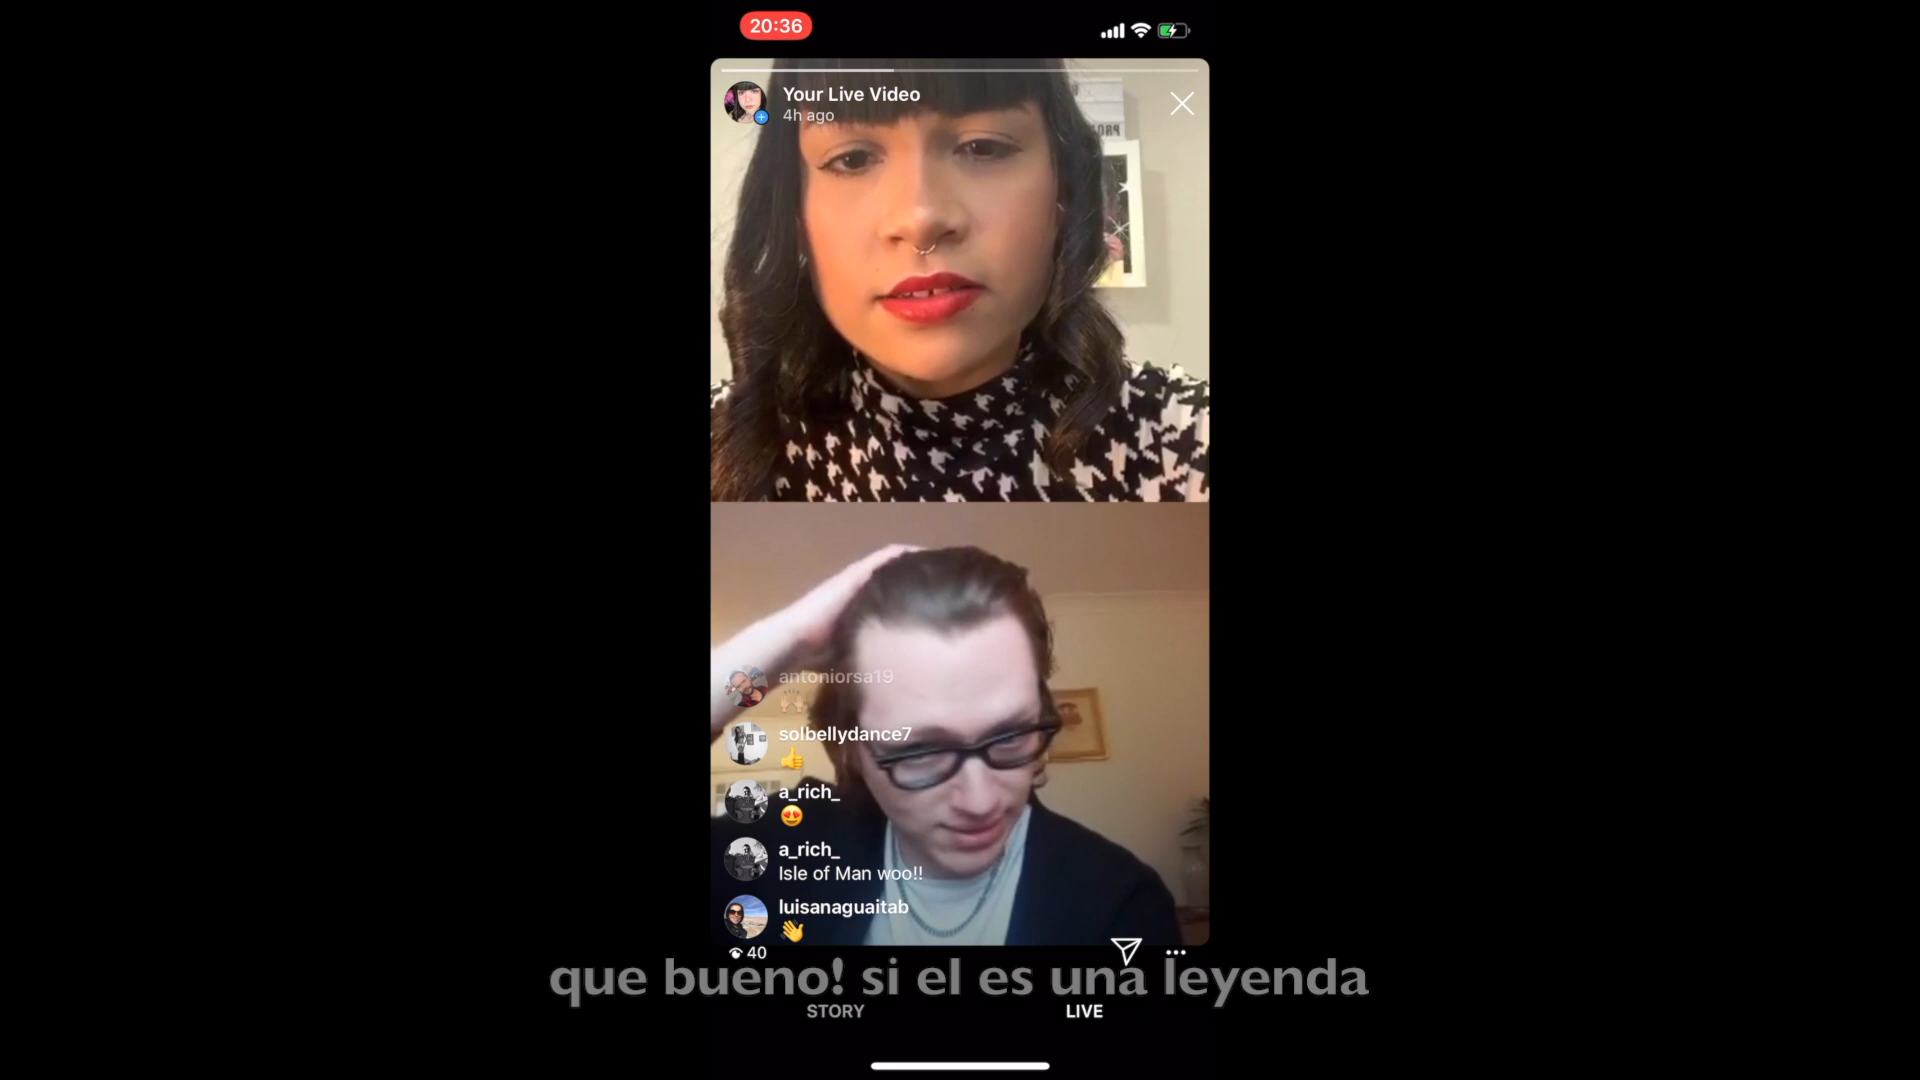 20:36
Your Live Video
4h ago
antoniorsa19
solbellydance7
👍
a_rich_
😍
a_rich_
Isle of Man woo!!
luisanaguaitab
👋
40
que bueno! si el es una leyenda
STORY
LIVE